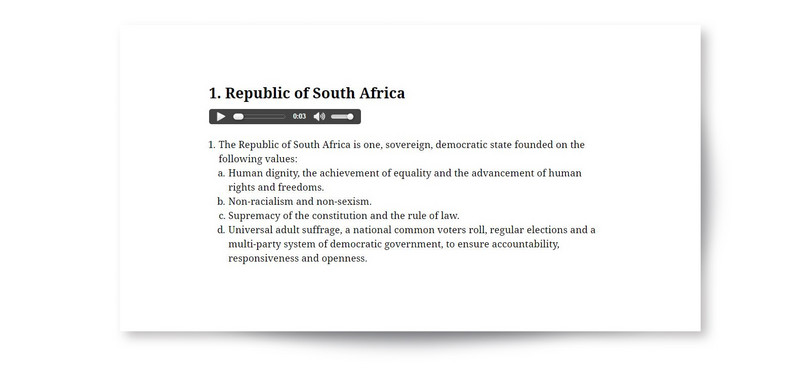 1. Republic of South Africa
0:03
1. The Republic of South Africa is one, sovereign, democratic state founded on the
following values:
a. Human dignity, the achievement of equality and the advancement of human
rights and freedoms.
b. Non-racialism and non-sexism.
c. Supremacy of the constitution and the rule of law.
d. Universal adult suffrage, a national common voters roll, regular elections and a
multi-party system of democratic government, to ensure accountability,
responsiveness and openness.